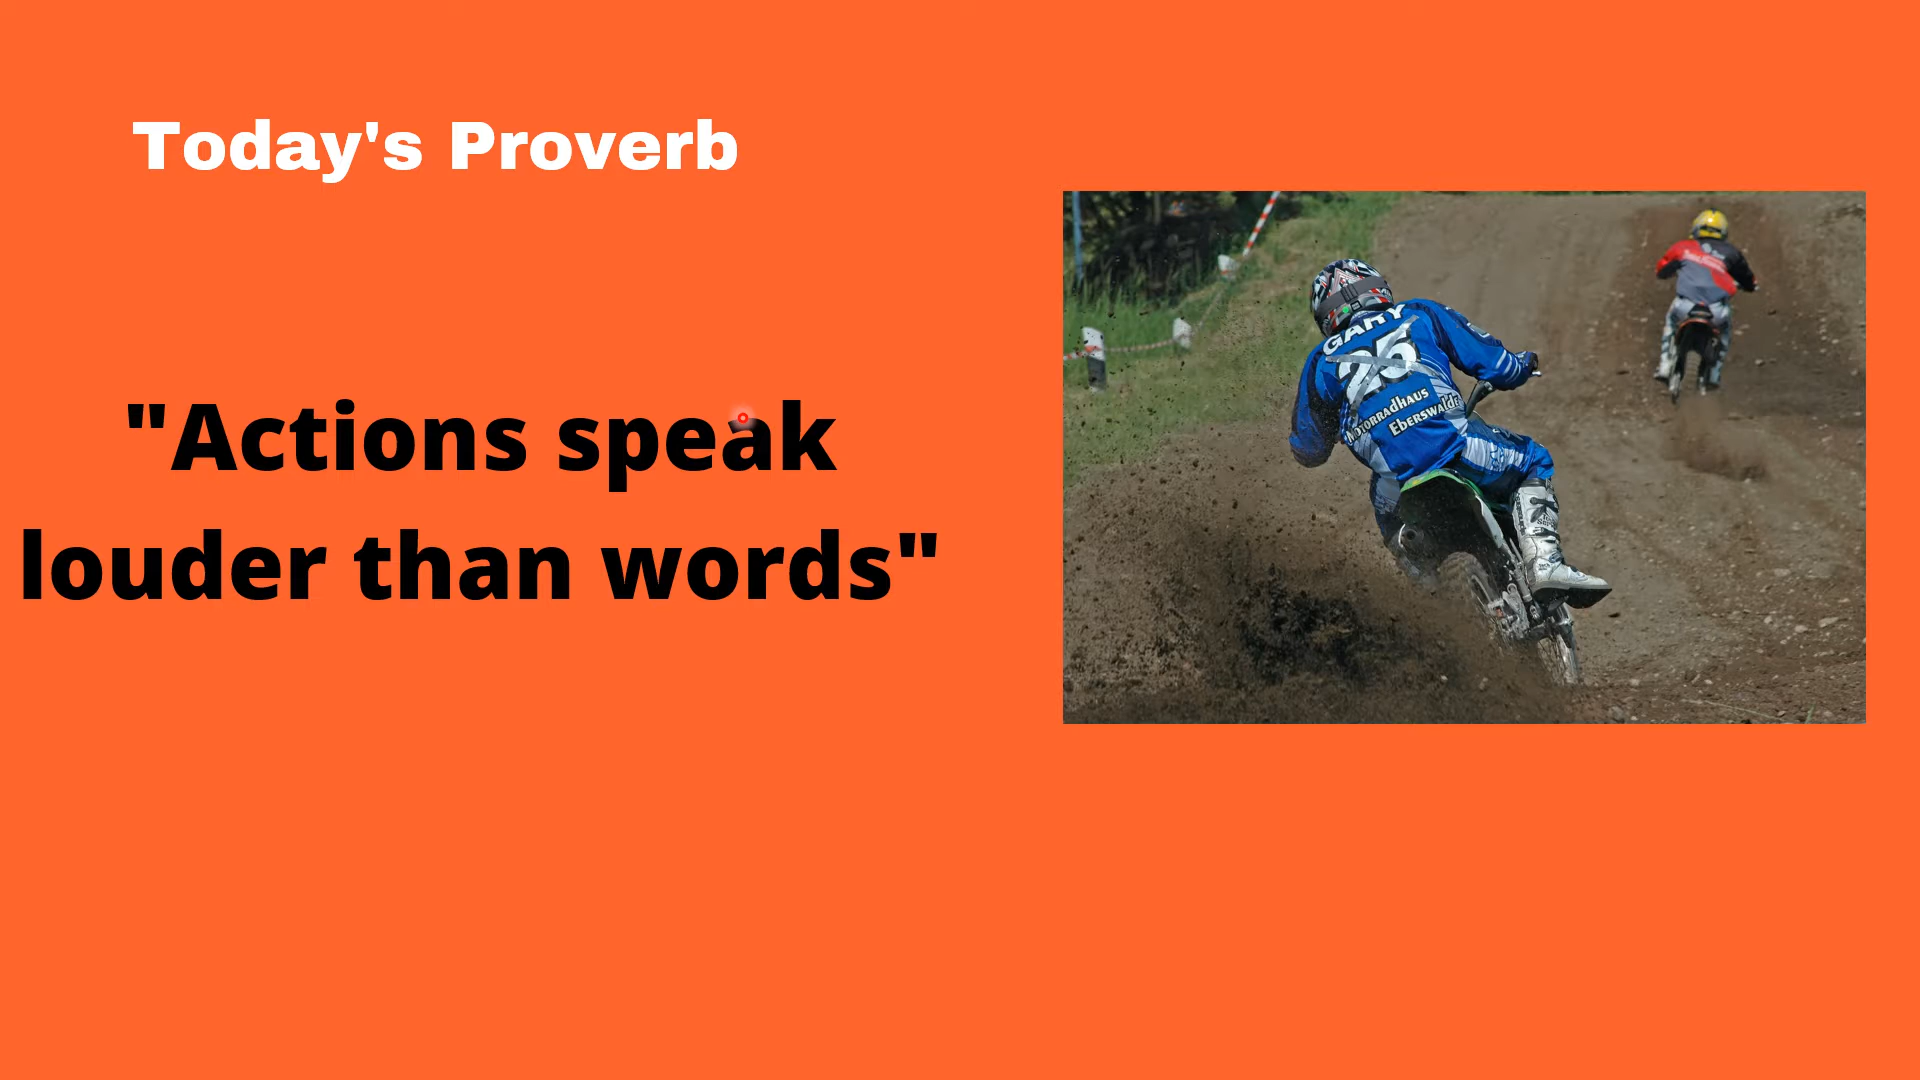 Today's Proverb
"Actions speak
louder than words"
GARY
25
Motorradhaus
Eberswalde